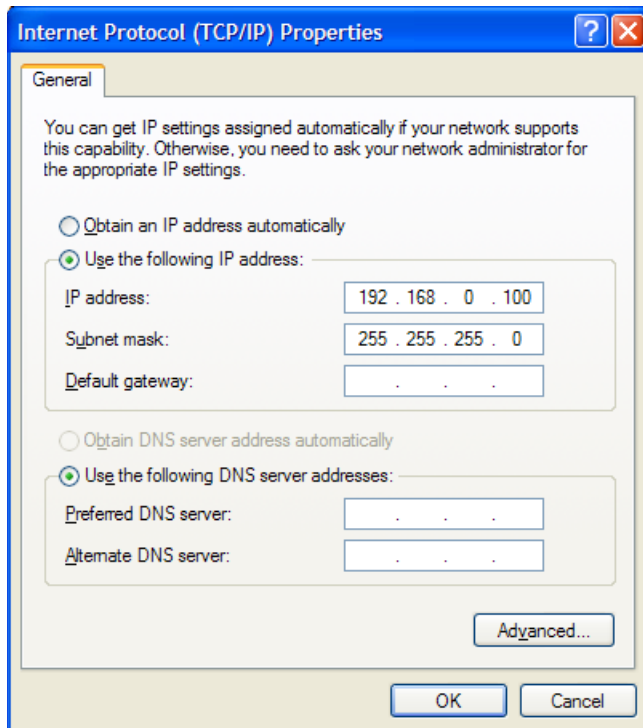 Internet Protocol (TCP/IP) Properties
General
You can get IP settings assigned automatically if your network supports
this capability. Otherwise, you need to ask your network administrator for
the appropriate IP settings.
Obtain an IP address automatically
Use the following IP address:
IP address: 192 . 168 . 0 . 100
Subnet mask: 255 . 255 . 255 . 0
Default gateway: . . .
Obtain DNS server address automatically
Use the following DNS server addresses:
Preferred DNS server: . . .
Alternate DNS server: . . .
Advanced...
OK Cancel